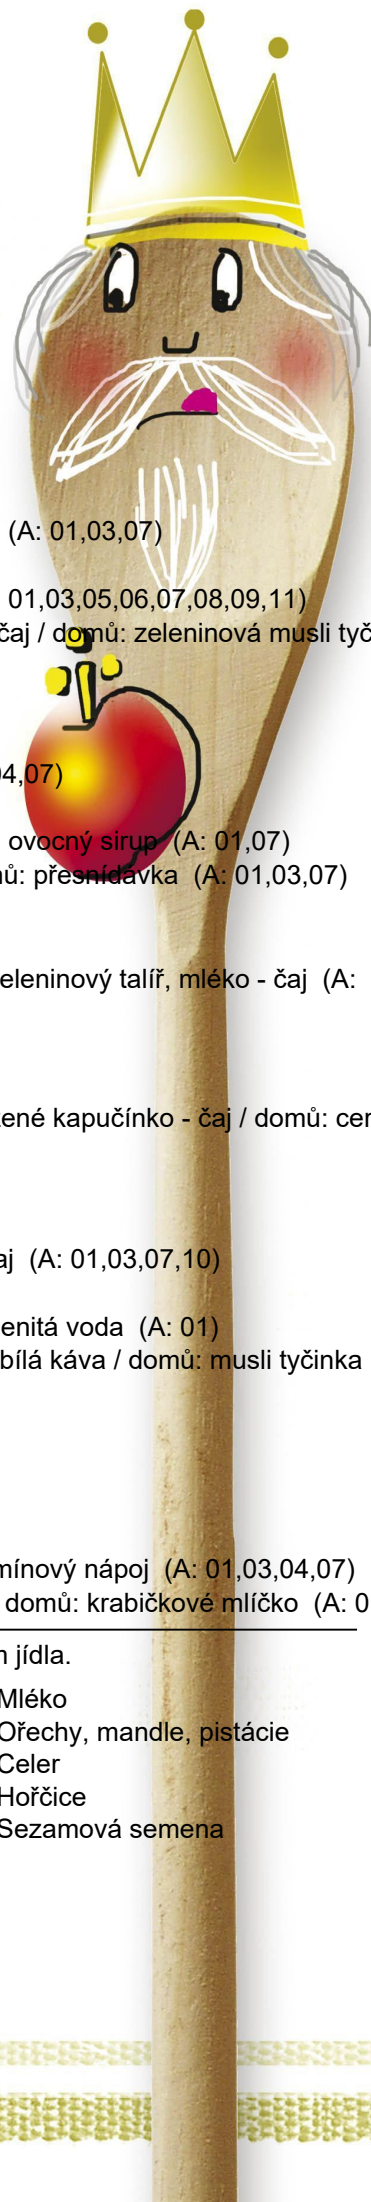 (A: 01,03,07)
01,03,05,06,07,08,09,11)
čaj / domů: zeleninová musli tyč
04,07)
ovocný sirup (A: 01,07)
nů: přesnídávka (A: 01,03,07)
eleninový talíř, mléko - čaj (A:
ené kapučínko - čaj / domů: cer
aj (A: 01,03,07,10)
enitá voda (A: 01)
bílá káva / domů: musli tyčinka
mínový nápoj (A: 01,03,04,07)
domů: krabičkové mlíčko (A: 0
m jídla.
Mléko
Ořechy, mandle, pistácie
Celer
Hořčice
Sezamová semena